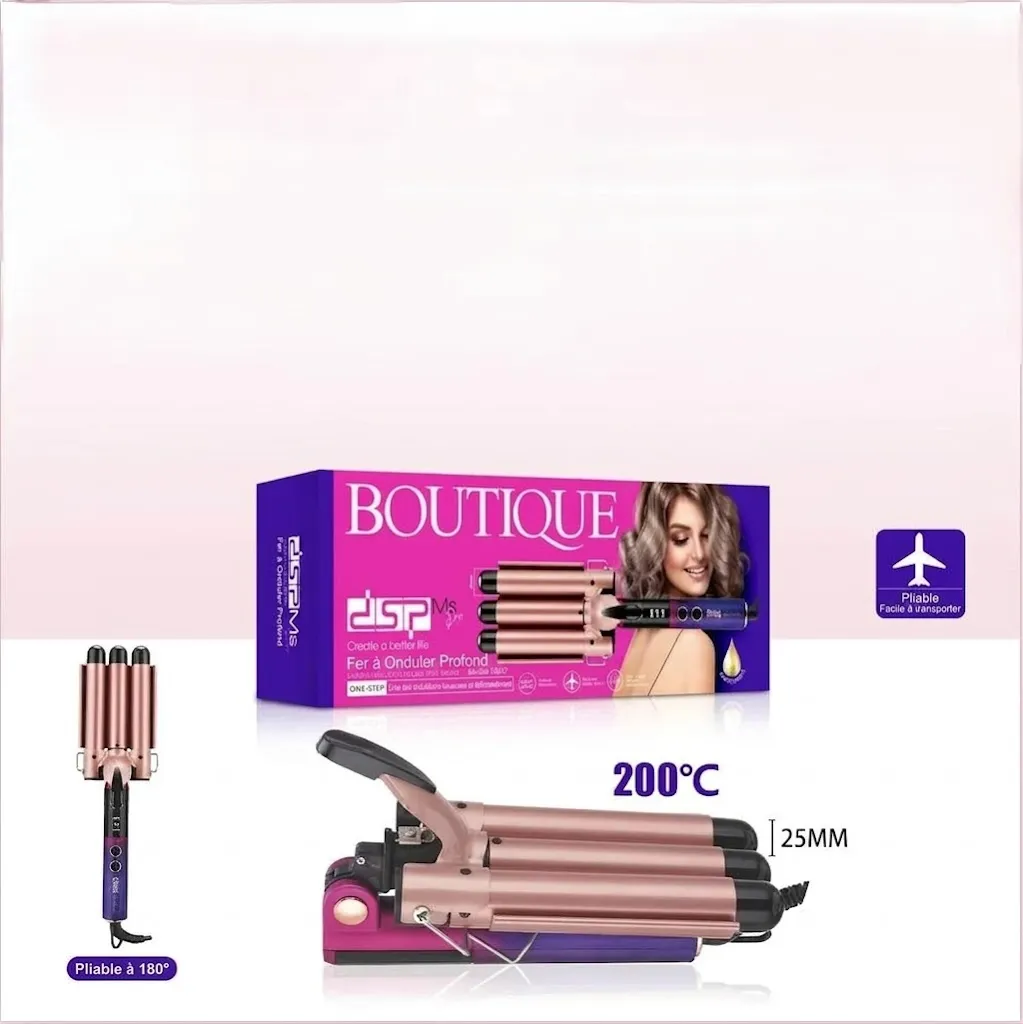 BOUTIQUE
dsp Ms
Create a better life
Fer à Onduler Profond
ONE-STEP
dsp Ms
Fer à Onduler Profond
Pliable
Facile à transporter
200°C
25MM
Pliable à 180°